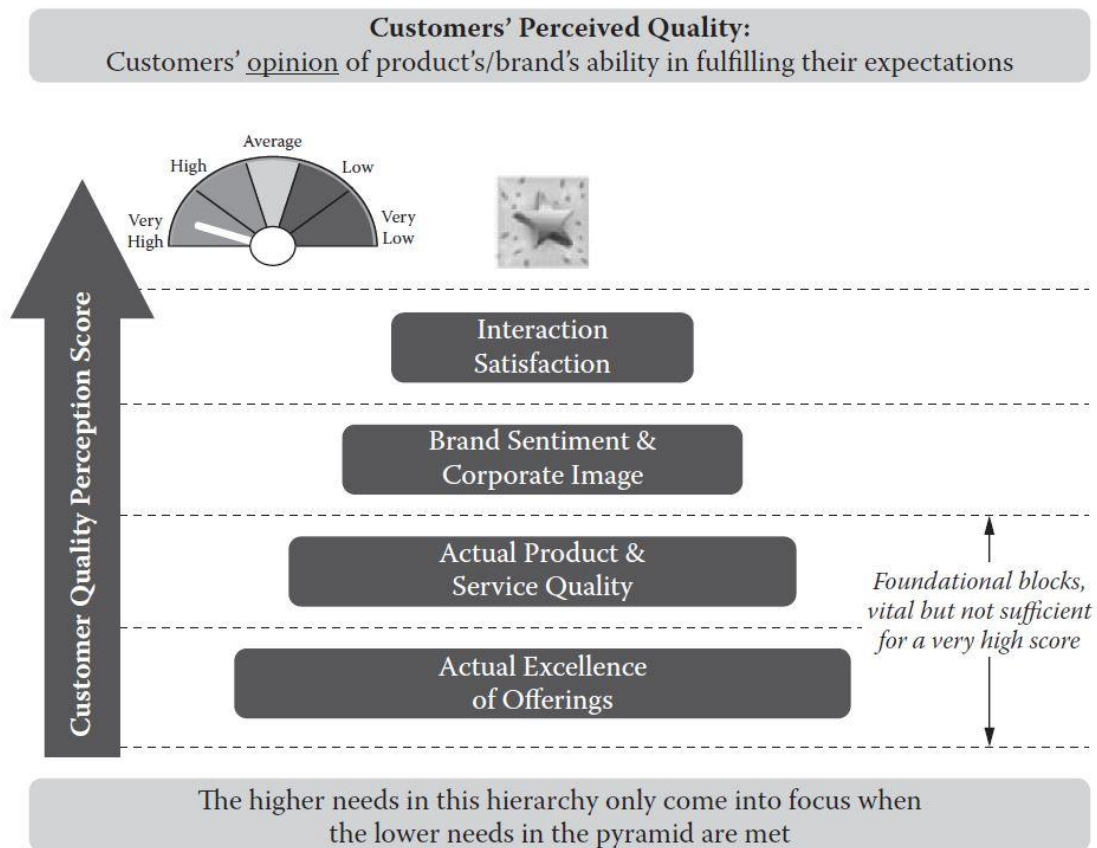 Customers’ Perceived Quality:
Customers’ opinion of product’s/brand’s ability in fulfilling their expectations
Average
High
Low
Very
High
Very
Low
Customer Quality Perception Score
Interaction
Satisfaction
Brand Sentiment &
Corporate Image
Actual Product &
Service Quality
Foundational blocks,
vital but not sufficient
for a very high score
Actual Excellence
of Offerings
The higher needs in this hierarchy only come into focus when
the lower needs in the pyramid are met